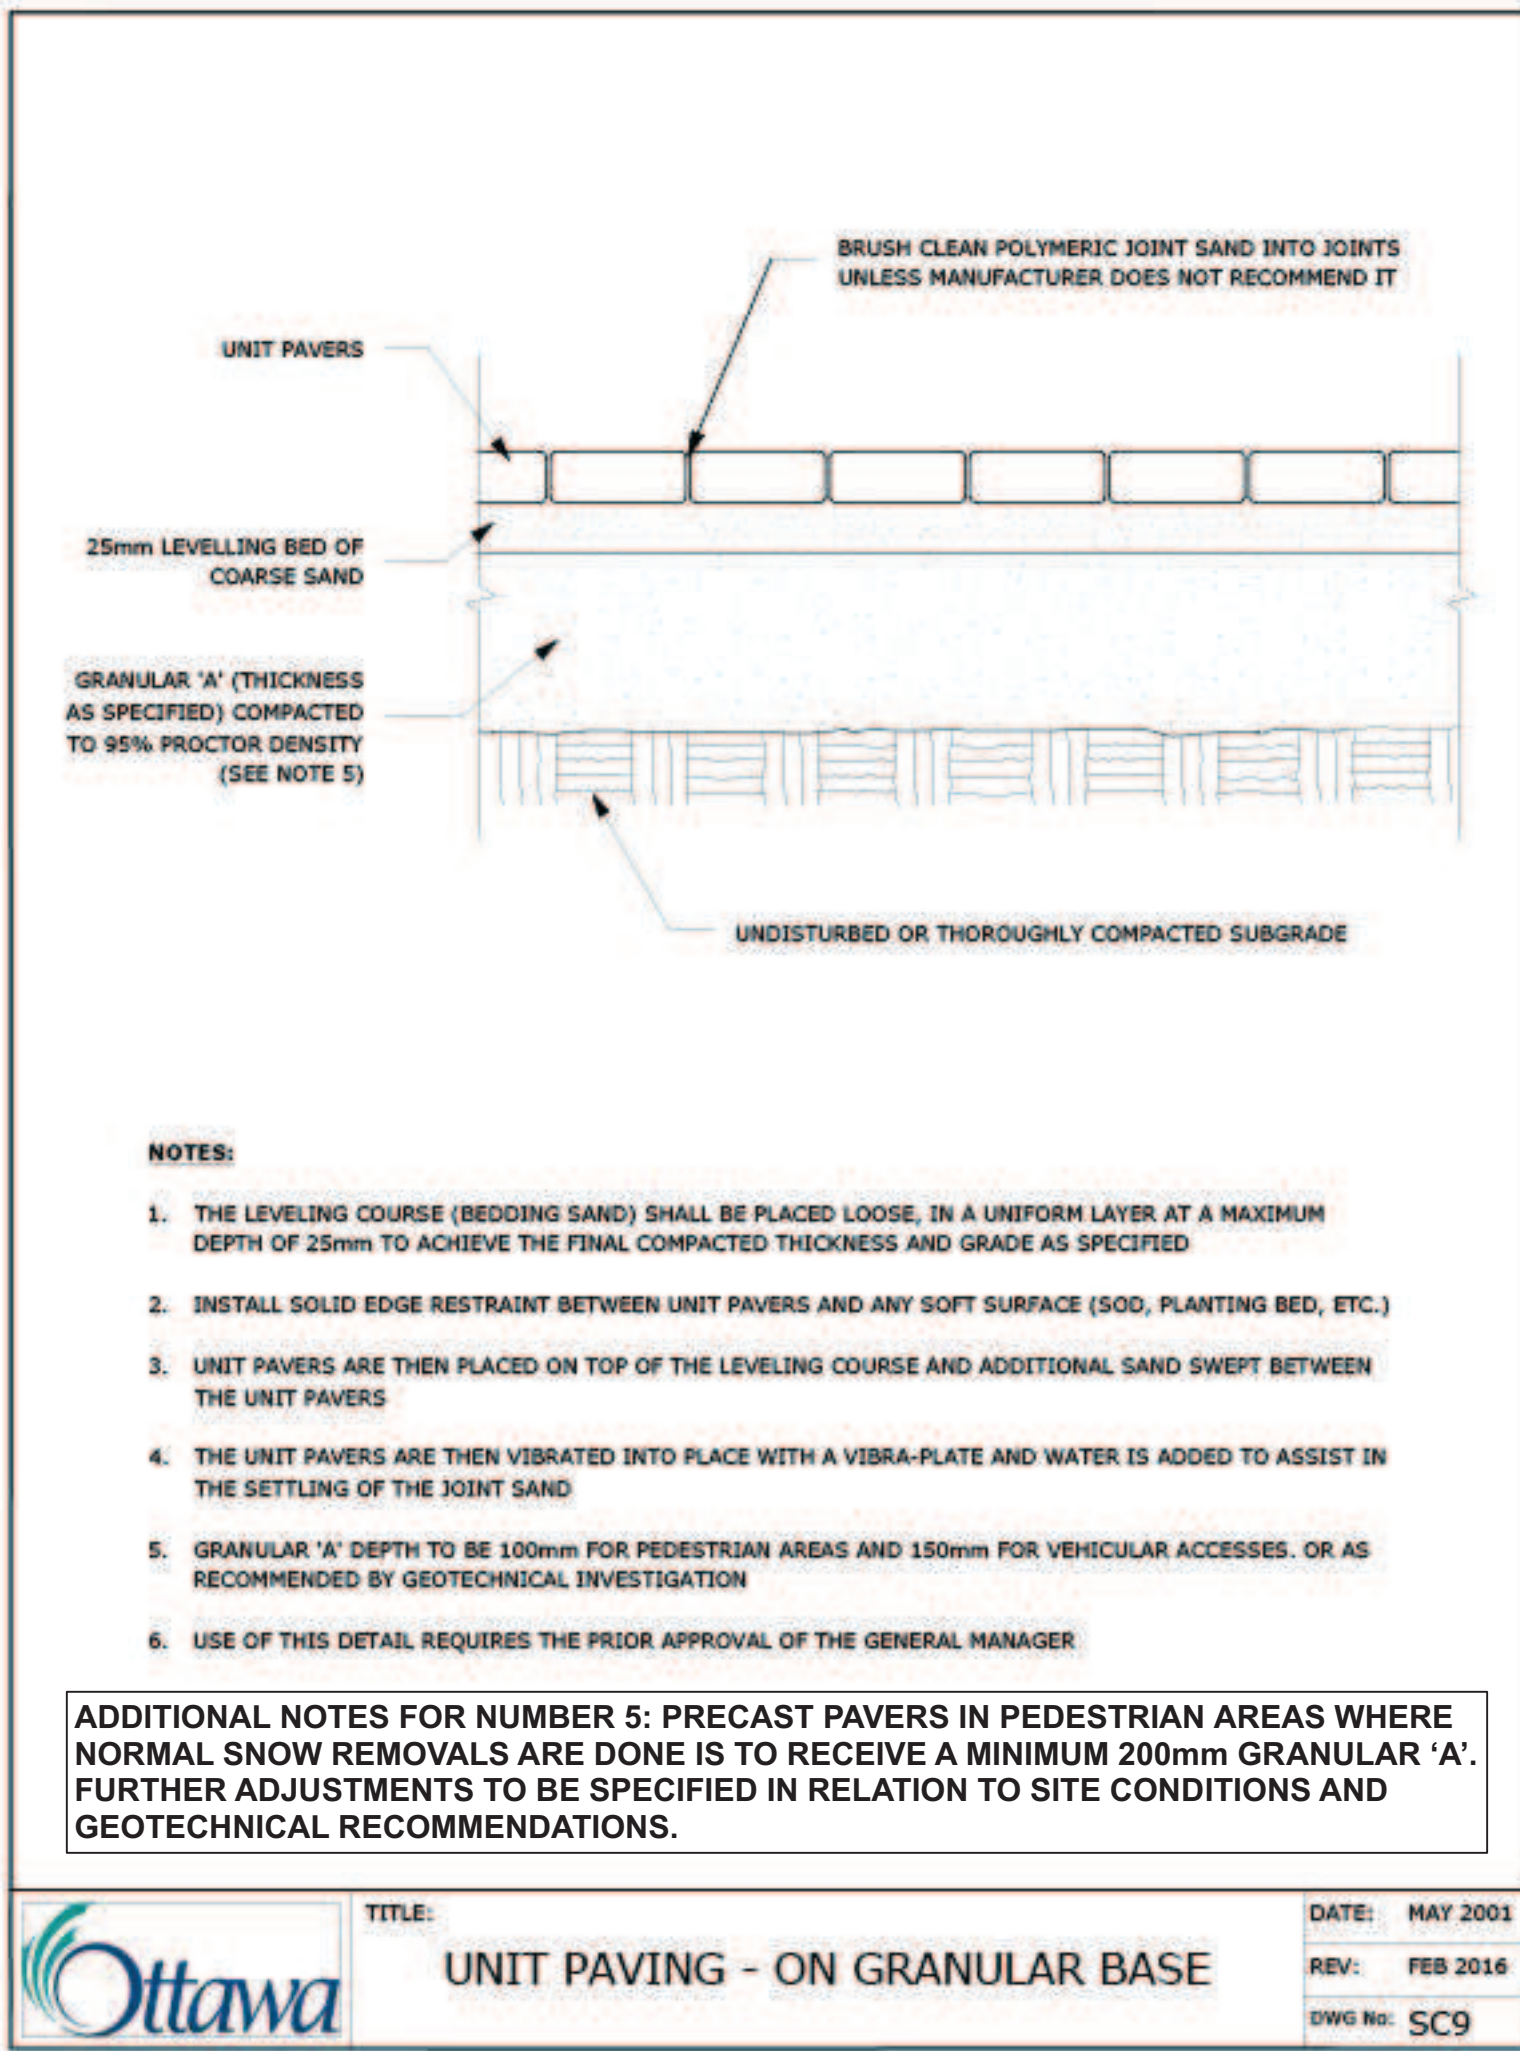 BRUSH CLEAN POLYMERIC JOINT SAND INTO JOINTS
UNLESS MANUFACTURER DOES NOT RECOMMEND IT
UNIT PAVERS
25mm LEVELLING BED OF
COARSE SAND
GRANULAR 'A' (THICKNESS
AS SPECIFIED) COMPACTED
TO 95% PROCTOR DENSITY
(SEE NOTE 5)
UNDISTURBED OR THOROUGHLY COMPACTED SUBGRADE
NOTES:
1. THE LEVELING COURSE (BEDDING SAND) SHALL BE PLACED LOOSE, IN A UNIFORM LAYER AT A MAXIMUM
DEPTH OF 25mm TO ACHIEVE THE FINAL COMPACTED THICKNESS AND GRADE AS SPECIFIED
2. INSTALL SOLID EDGE RESTRAINT BETWEEN UNIT PAVERS AND ANY SOFT SURFACE (SOD, PLANTING BED, ETC.)
3. UNIT PAVERS ARE THEN PLACED ON TOP OF THE LEVELING COURSE AND ADDITIONAL SAND SWEPT BETWEEN
THE UNIT PAVERS
4. THE UNIT PAVERS ARE THEN VIBRATED INTO PLACE WITH A VIBRA-PLATE AND WATER IS ADDED TO ASSIST IN
THE SETTLING OF THE JOINT SAND
5. GRANULAR 'A' DEPTH TO BE 100mm FOR PEDESTRIAN AREAS AND 150mm FOR VEHICULAR ACCESSES. OR AS
RECOMMENDED BY GEOTECHNICAL INVESTIGATION
6. USE OF THIS DETAIL REQUIRES THE PRIOR APPROVAL OF THE GENERAL MANAGER
ADDITIONAL NOTES FOR NUMBER 5: PRECAST PAVERS IN PEDESTRIAN AREAS WHERE
NORMAL SNOW REMOVALS ARE DONE IS TO RECEIVE A MINIMUM 200mm GRANULAR ‘A’.
FURTHER ADJUSTMENTS TO BE SPECIFIED IN RELATION TO SITE CONDITIONS AND
GEOTECHNICAL RECOMMENDATIONS.
Ottawa
TITLE:
UNIT PAVING - ON GRANULAR BASE
DATE: MAY 2001
REV: FEB 2016
DWG No: SC9